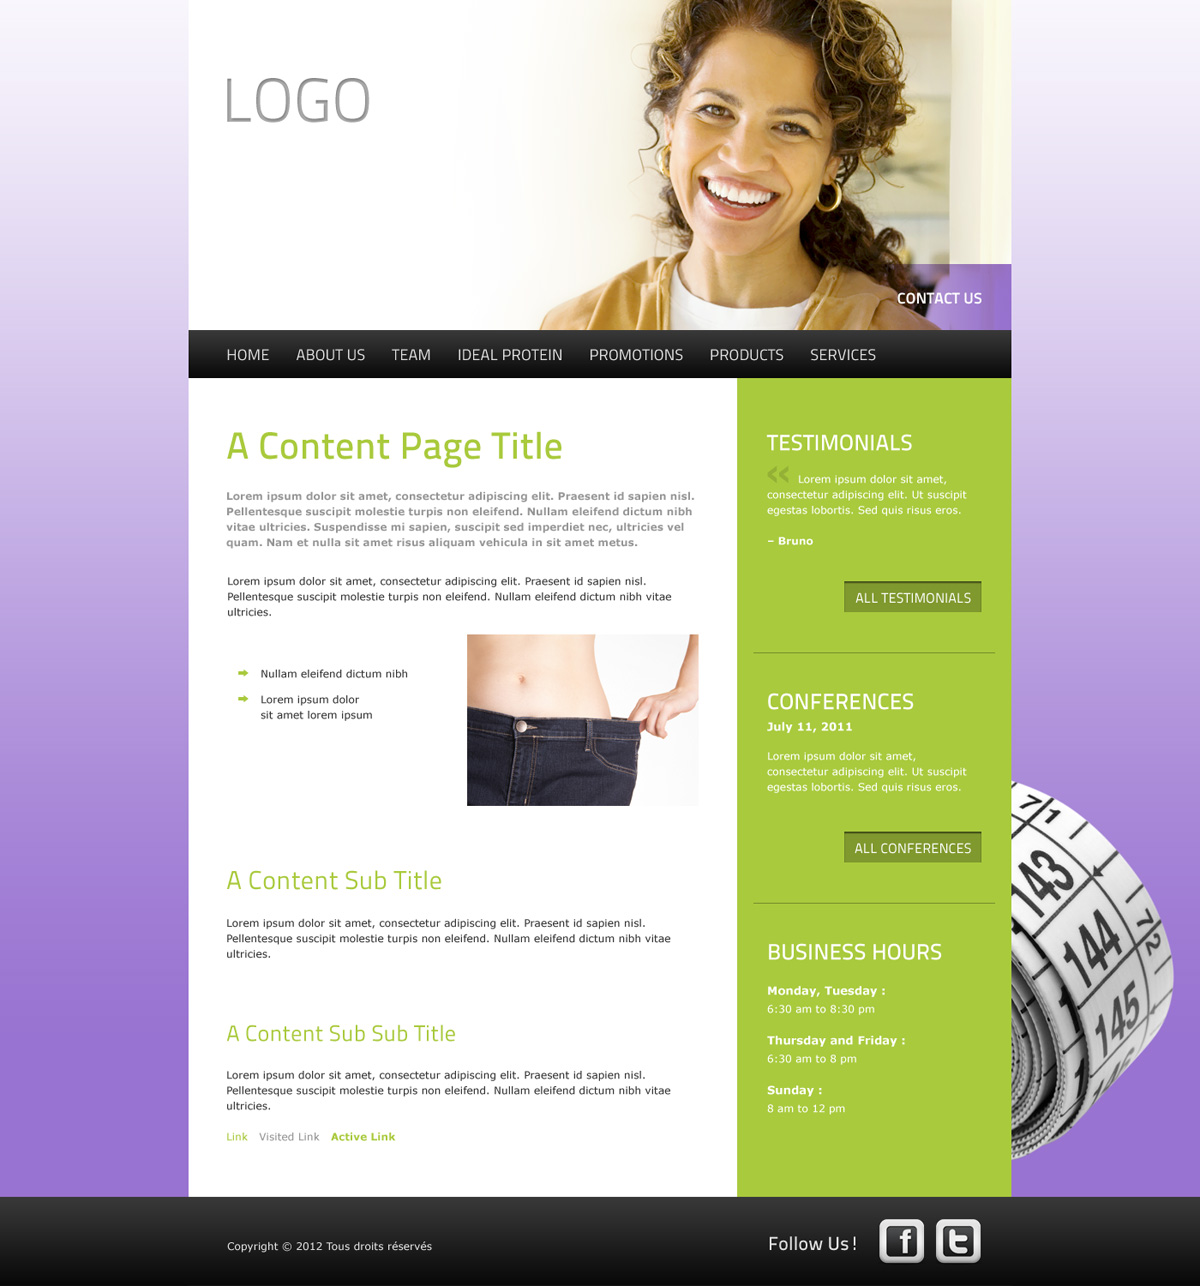 LOGO
CONTACT US
HOME ABOUT US TEAM IDEAL PROTEIN PROMOTIONS PRODUCTS SERVICES
A Content Page Title
Lorem ipsum dolor sit amet, consectetur adipiscing elit. Praesent id sapien nisl.
Pellentesque suscipit molestie turpis non eleifend. Nullam eleifend dictum nibh
vitae ultricies. Suspendisse mi sapien, suscipit sed imperdiet nec, ultricies vel
quam. Nam et nulla sit amet risus aliquam vehicula in sit amet metus.
Lorem ipsum dolor sit amet, consectetur adipiscing elit. Praesent id sapien nisl.
Pellentesque suscipit molestie turpis non eleifend. Nullam eleifend dictum nibh vitae
ultricies.
Nullam eleifend dictum nibh
Lorem ipsum dolor
sit amet lorem ipsum
A Content Sub Title
Lorem ipsum dolor sit amet, consectetur adipiscing elit. Praesent id sapien nisl.
Pellentesque suscipit molestie turpis non eleifend. Nullam eleifend dictum nibh vitae
ultricies.
A Content Sub Sub Title
Lorem ipsum dolor sit amet, consectetur adipiscing elit. Praesent id sapien nisl.
Pellentesque suscipit molestie turpis non eleifend. Nullam eleifend dictum nibh vitae
ultricies.
Link Visited Link Active Link
TESTIMONIALS
« Lorem ipsum dolor sit amet,
consectetur adipiscing elit. Ut suscipit
egestas lobortis. Sed quis risus eros.
– Bruno
ALL TESTIMONIALS
CONFERENCES
July 11, 2011
Lorem ipsum dolor sit amet,
consectetur adipiscing elit. Ut suscipit
egestas lobortis. Sed quis risus eros.
ALL CONFERENCES
BUSINESS HOURS
Monday, Tuesday :
6:30 am to 8:30 pm
Thursday and Friday :
6:30 am to 8 pm
Sunday :
8 am to 12 pm
71
143
144
72
145
146
Copyright © 2012 Tous droits réservés
Follow Us !
f t